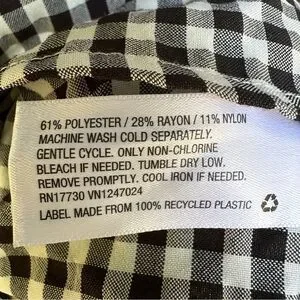 61% POLYESTER / 28% RAYON / 11% NYLON
MACHINE WASH COLD SEPARATELY.
GENTLE CYCLE. ONLY NON-CHLORINE
BLEACH IF NEEDED. TUMBLE DRY LOW.
REMOVE PROMPTLY. COOL IRON IF NEEDED.
RN17730 VN1247024
LABEL MADE FROM 100% RECYCLED PLASTIC